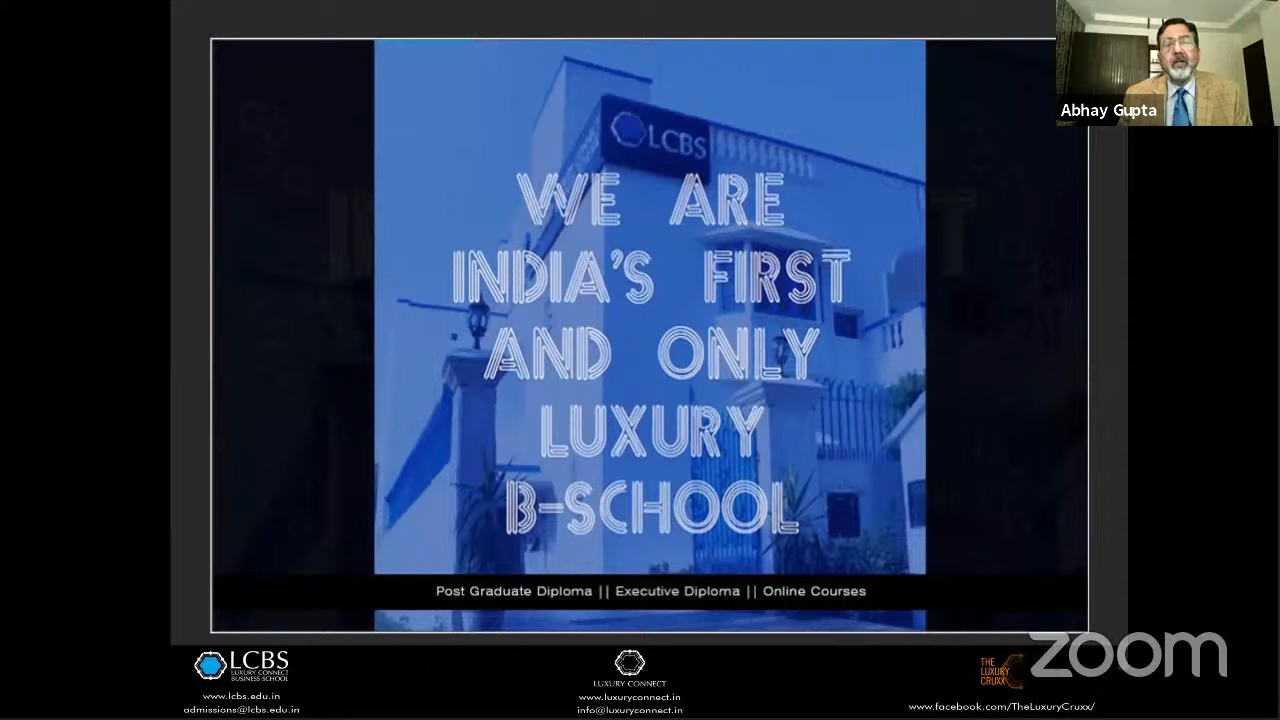 Abhay Gupta
LCBS
WE ARE
INDIA'S FIRST
AND ONLY
LUXURY
B-SCHOOL
Post Graduate Diploma || Executive Diploma || Online Courses
LCBS
LUXURY CONNECT
BUSINESS SCHOOL
www.lcbs.edu.in
admissions@lcbs.edu.in
LUXURY CONNECT
www.luxuryconnect.in
info@luxuryconnect.in
THE
LUXURY
CRUXX
www.facebook.com/TheLuxuryCruxx/
zoom